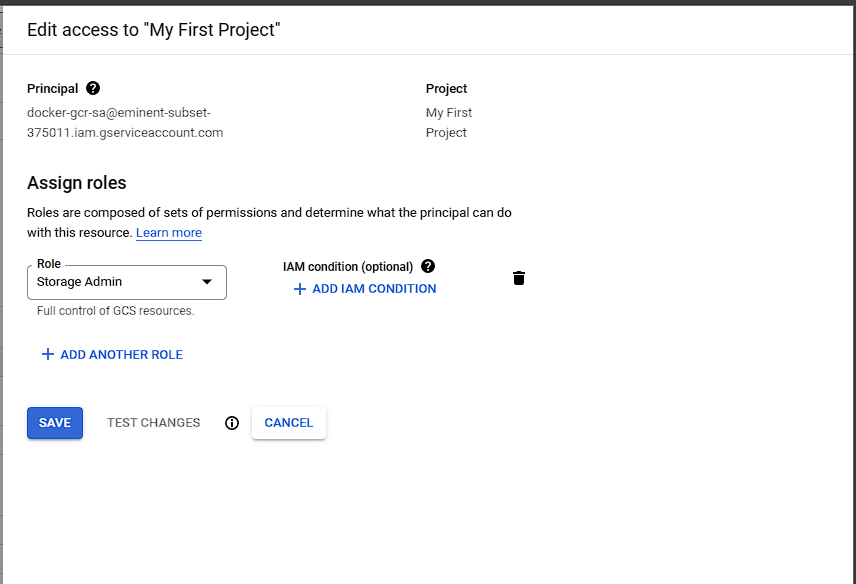 Edit access to "My First Project"
Principal
Project
docker-gcr-sa@eminent-subset-
375011.iam.gserviceaccount.com
My First
Project
Assign roles
Roles are composed of sets of permissions and determine what the principal can do
with this resource. Learn more
Role
Storage Admin
IAM condition (optional)
ADD IAM CONDITION
Full control of GCS resources.
ADD ANOTHER ROLE
SAVE TEST CHANGES CANCEL